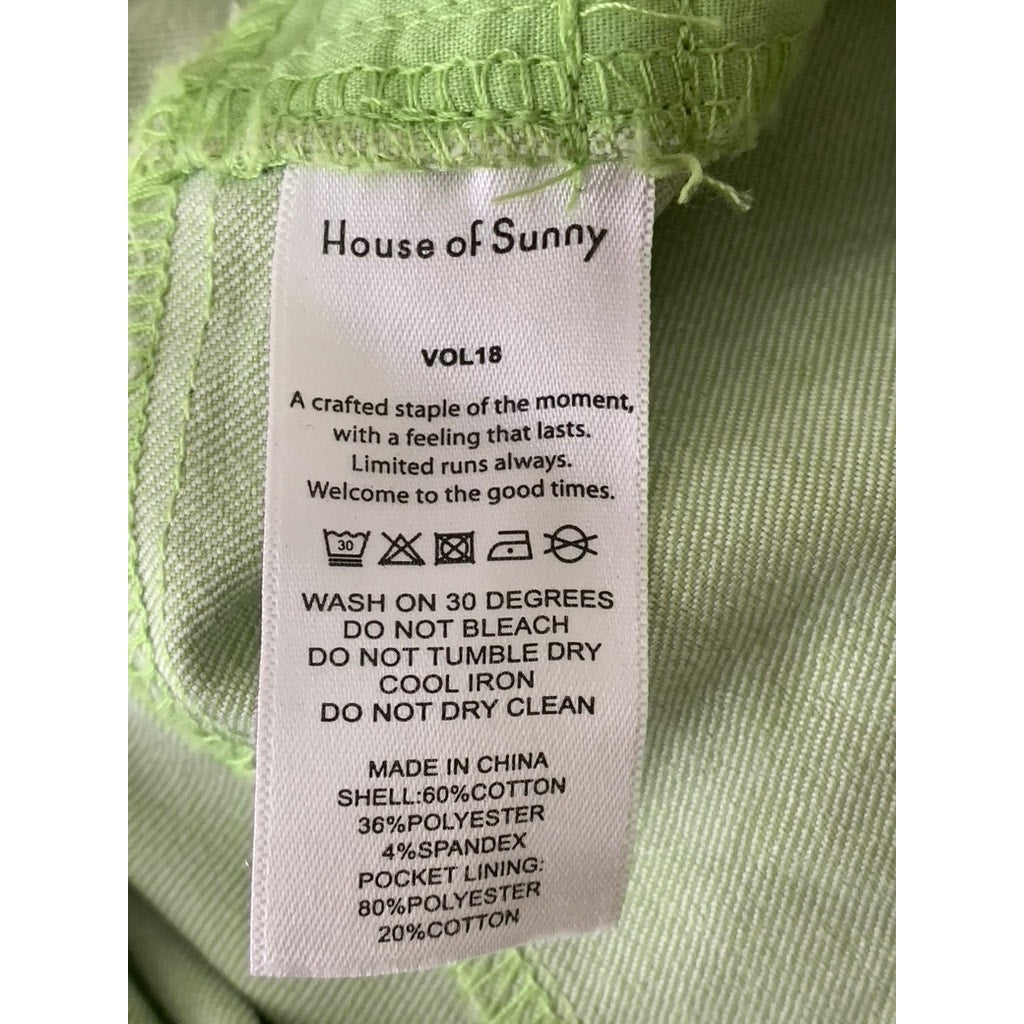 House of Sunny
VOL18
A crafted staple of the moment,
with a feeling that lasts.
Limited runs always.
Welcome to the good times.
30
WASH ON 30 DEGREES
DO NOT BLEACH
DO NOT TUMBLE DRY
COOL IRON
DO NOT DRY CLEAN
MADE IN CHINA
SHELL:60%COTTON
36%POLYESTER
4%SPANDEX
POCKET LINING:
80%POLYESTER
20%COTTON